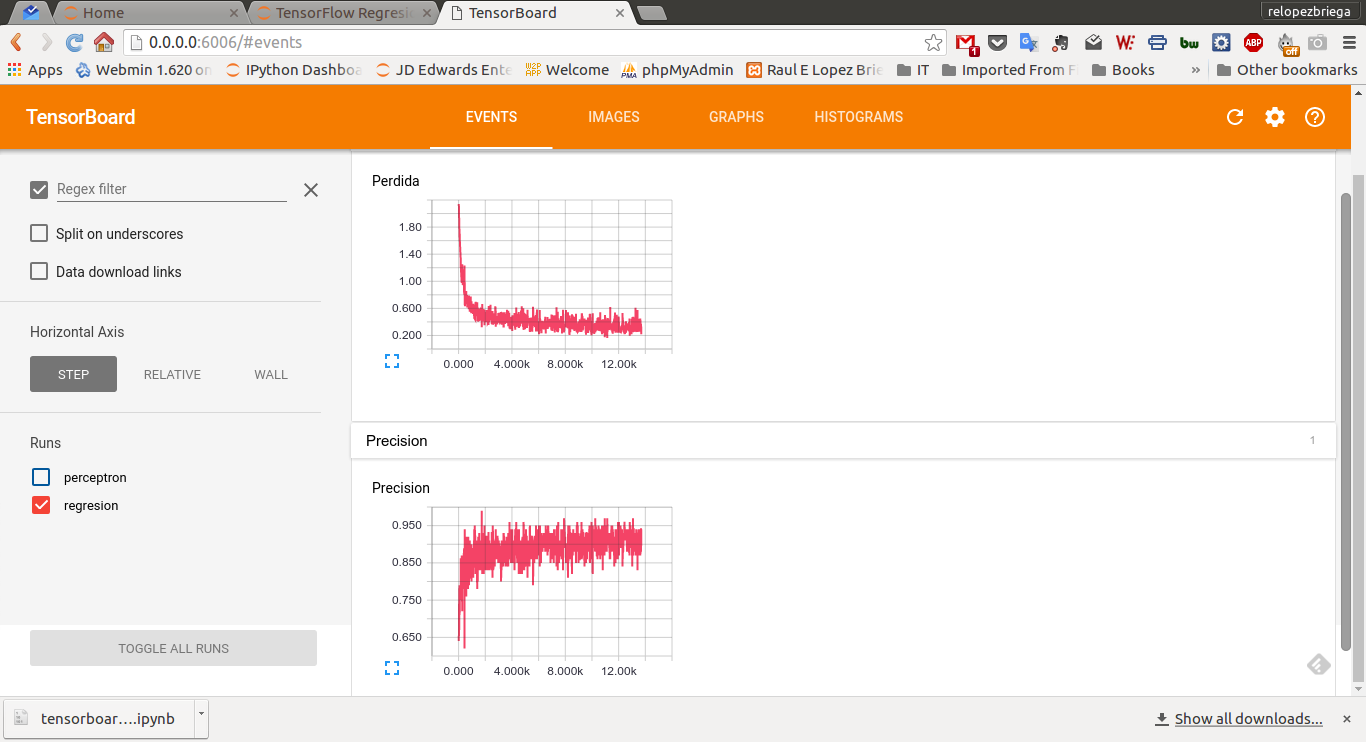 relopezbriega
Home
TensorFlow Regresi
TensorBoard
0.0.0.0:6006/#events
1
W:
bw
ABP
off
Apps
Webmin 1.620 on
IPython Dashboa
JD Edwards Ente
Welcome
phpMyAdmin
Raul E Lopez Brie
IT
Imported From F
Books
»
Other bookmarks
TensorBoard
EVENTS
IMAGES
GRAPHS
HISTOGRAMS
Regex filter
Split on underscores
Data download links
Horizontal Axis
STEP
RELATIVE
WALL
Runs
perceptron
regresion
TOGGLE ALL RUNS
Perdida
1.80
1.40
1.00
0.600
0.200
0.000 4.000k 8.000k 12.00k
Precision
1
Precision
0.950
0.850
0.750
0.650
0.000 4.000k 8.000k 12.00k
tensorboar....ipynb
Show all downloads...